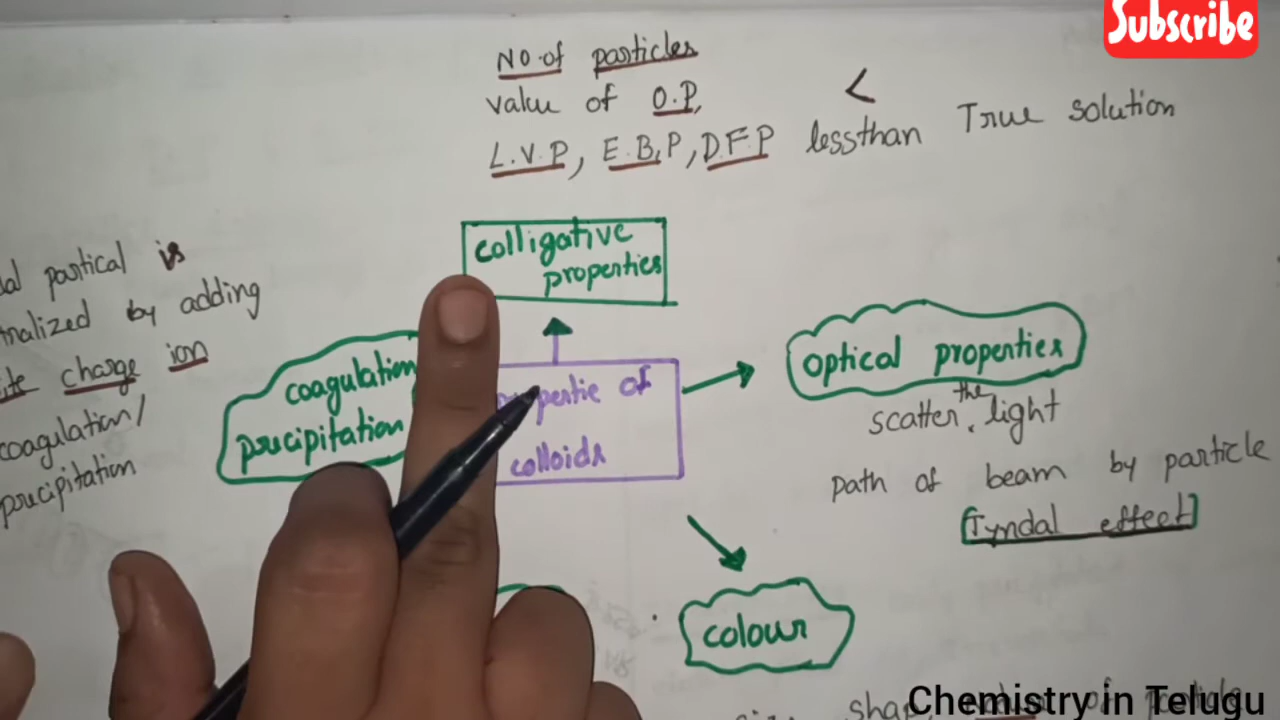 Subscribe
No.of particles
value of O.P,
L.V.P, E.B.P, D.F.P lessthan True solution
<
colligative
properties
partical is
by adding
charge ion
coagulation/
precipitation
coagulation
precipitation
of
colloids
optical properties
scatter the light
path of beam by particle
Tyndal effect
colour
Chemistry in Telugu